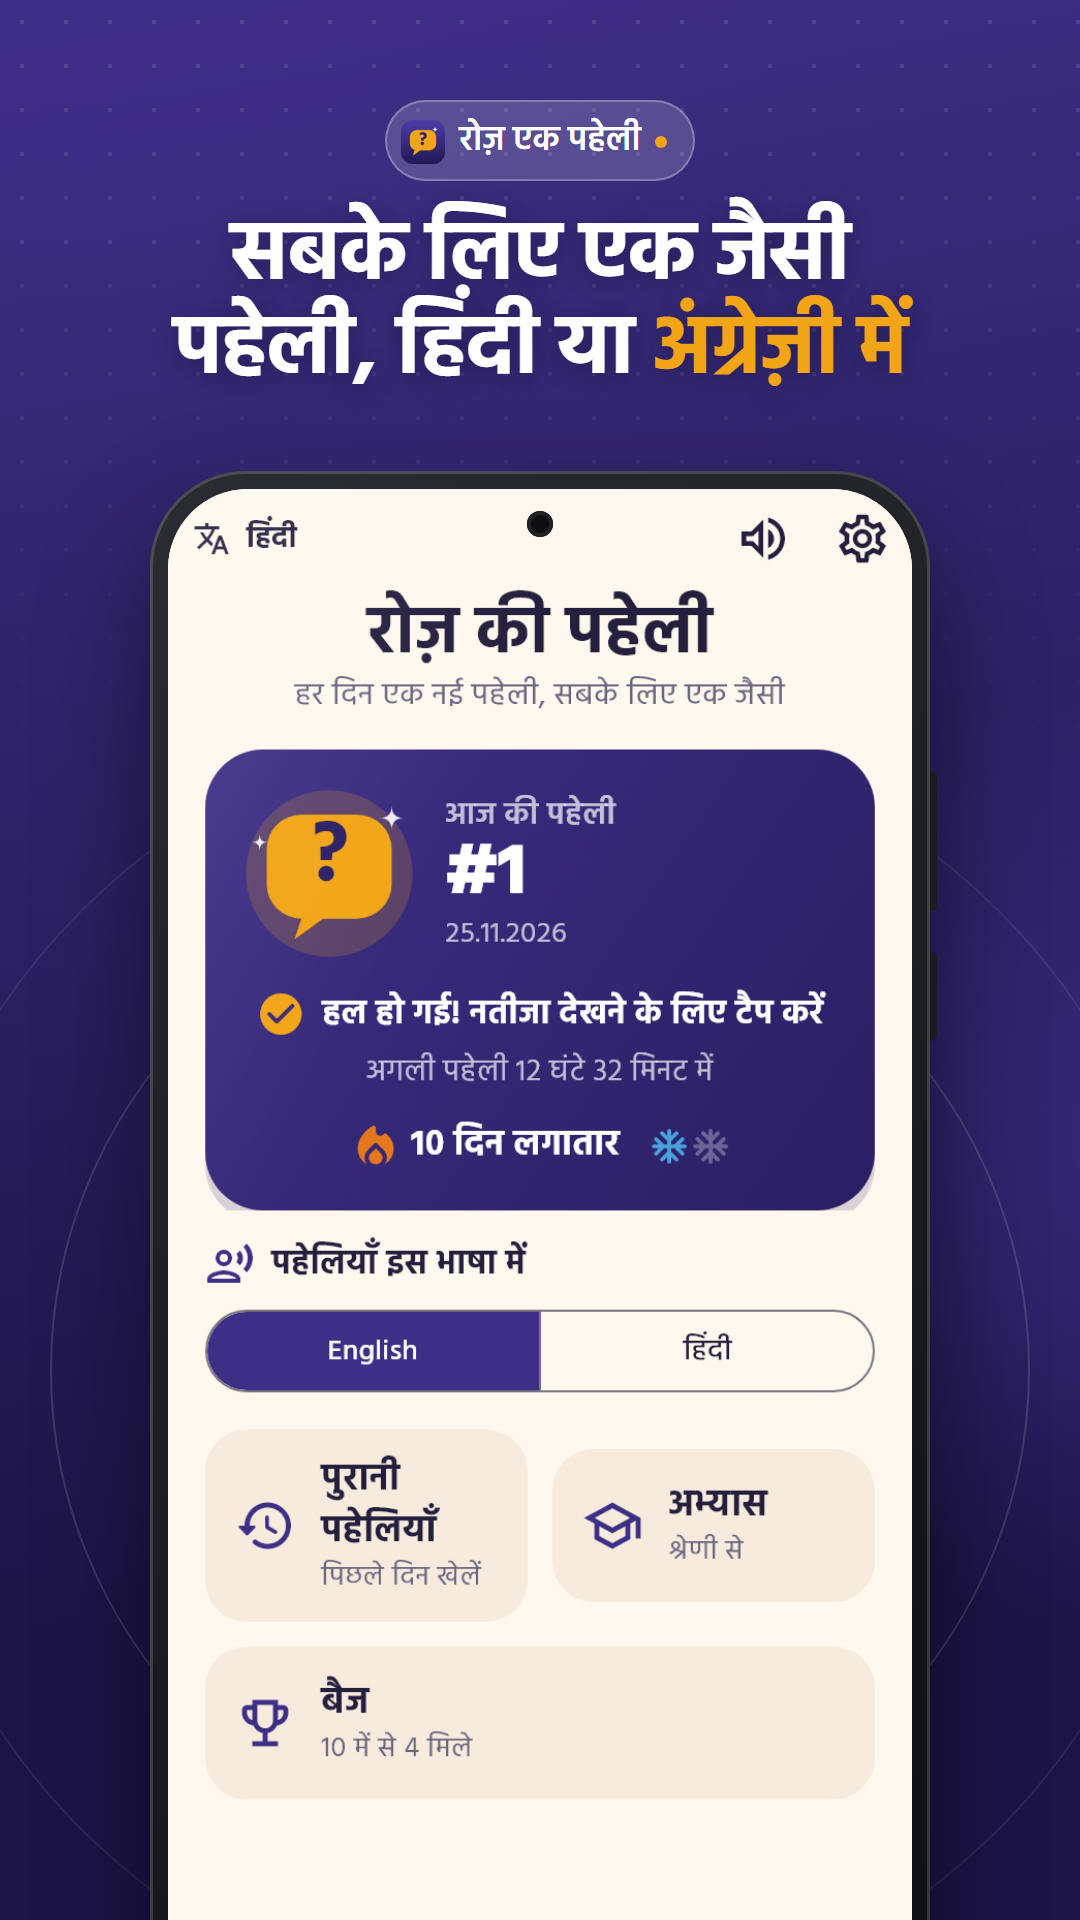 रोज़ एक पहेली
सबके लिए एक जैसी
पहेली, हिंदी या अंग्रेज़ी में
हिंदी
रोज़ की पहेली
हर दिन एक नई पहेली, सबके लिए एक जैसी
आज की पहेली
#1
25.11.2026
हल हो गई! नतीजा देखने के लिए टैप करें
अगली पहेली 12 घंटे 32 मिनट में
10 दिन लगातार
पहेलियाँ इस भाषा में
English
हिंदी
पुरानी
पहेलियाँ
पिछले दिन खेलें
अभ्यास
श्रेणी से
बैज
10 में से 4 मिले